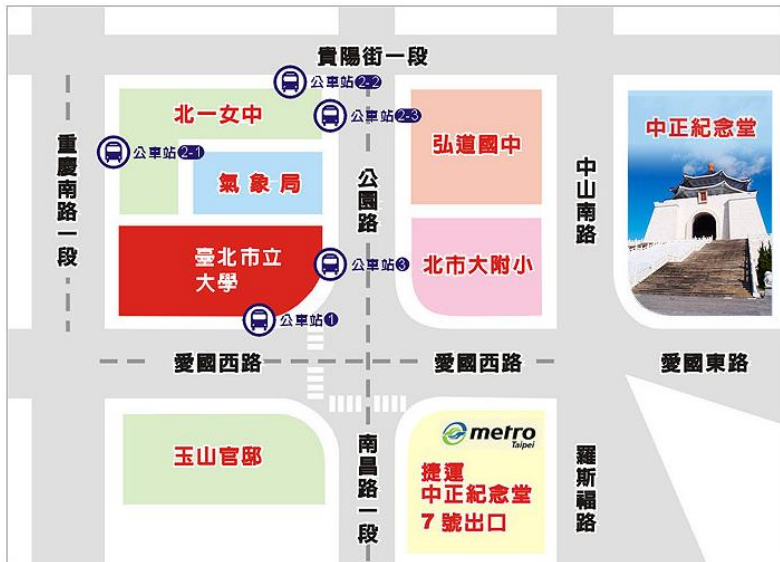 貴陽街一段
公車站2-2
北一女中
公車站2-3
中正紀念堂
弘道國中
公車站2-1
重慶南路一段
氣象局
公園路
中山南路
臺北市立
大學
公車站3
北市大附小
公車站1
愛國西路
愛國西路
愛國東路
玉山官邸
南昌路一段
metro
Taipei
捷運
中正紀念堂
7號出口
羅斯福路